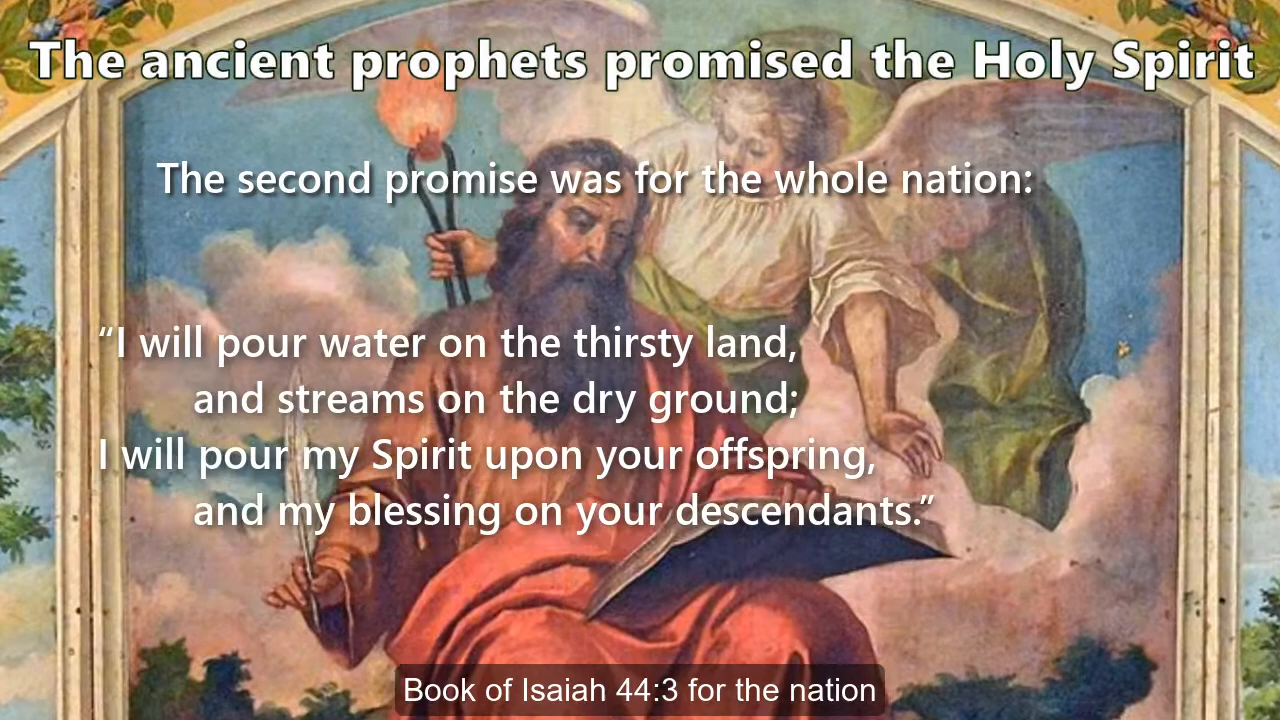 The ancient prophets promised the Holy Spirit
The second promise was for the whole nation:
“I will pour water on the thirsty land,
and streams on the dry ground;
I will pour my Spirit upon your offspring,
and my blessing on your descendants.”
Book of Isaiah 44:3 for the nation